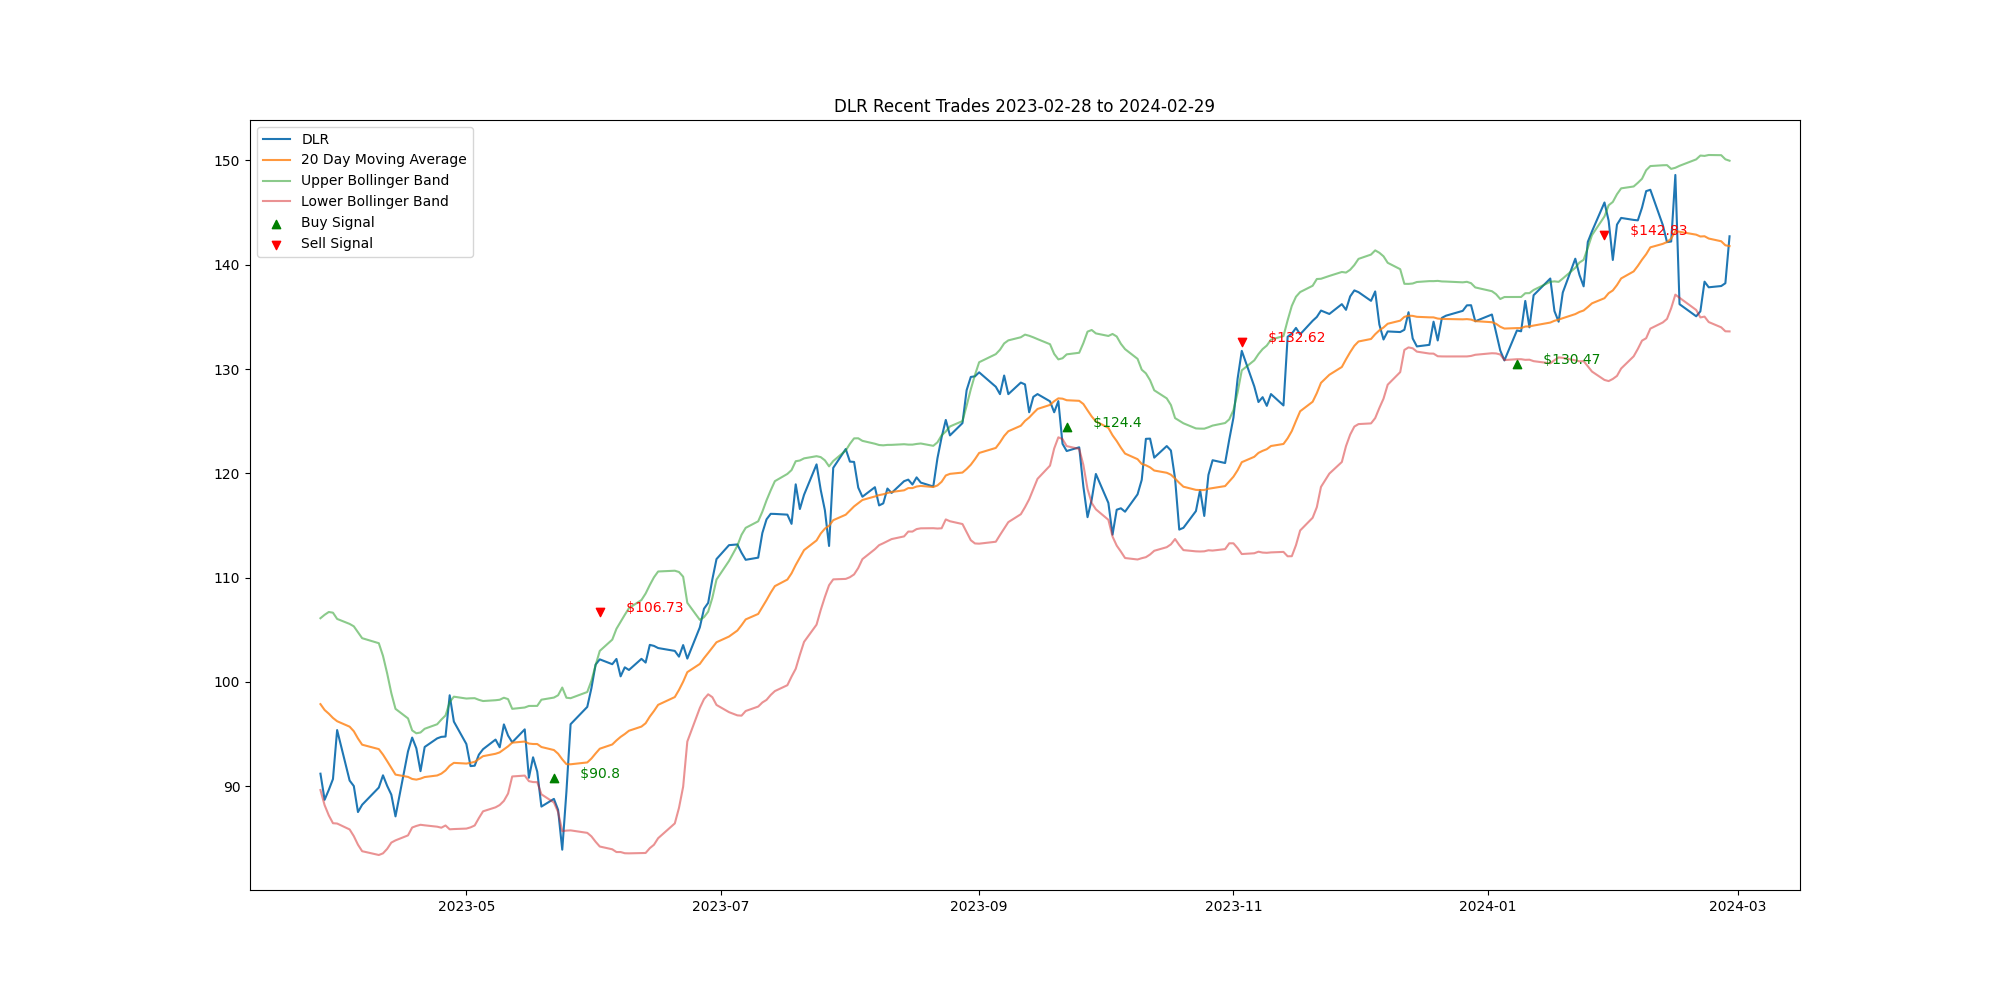 DLR Recent Trades 2023-02-28 to 2024-02-29
DLR
20 Day Moving Average
Upper Bollinger Band
Lower Bollinger Band
Buy Signal
Sell Signal
150
140
130
120
110
100
90
$106.73
$90.8
$124.4
$132.62
$130.47
$142.83
2023-05
2023-07
2023-09
2023-11
2024-01
2024-03